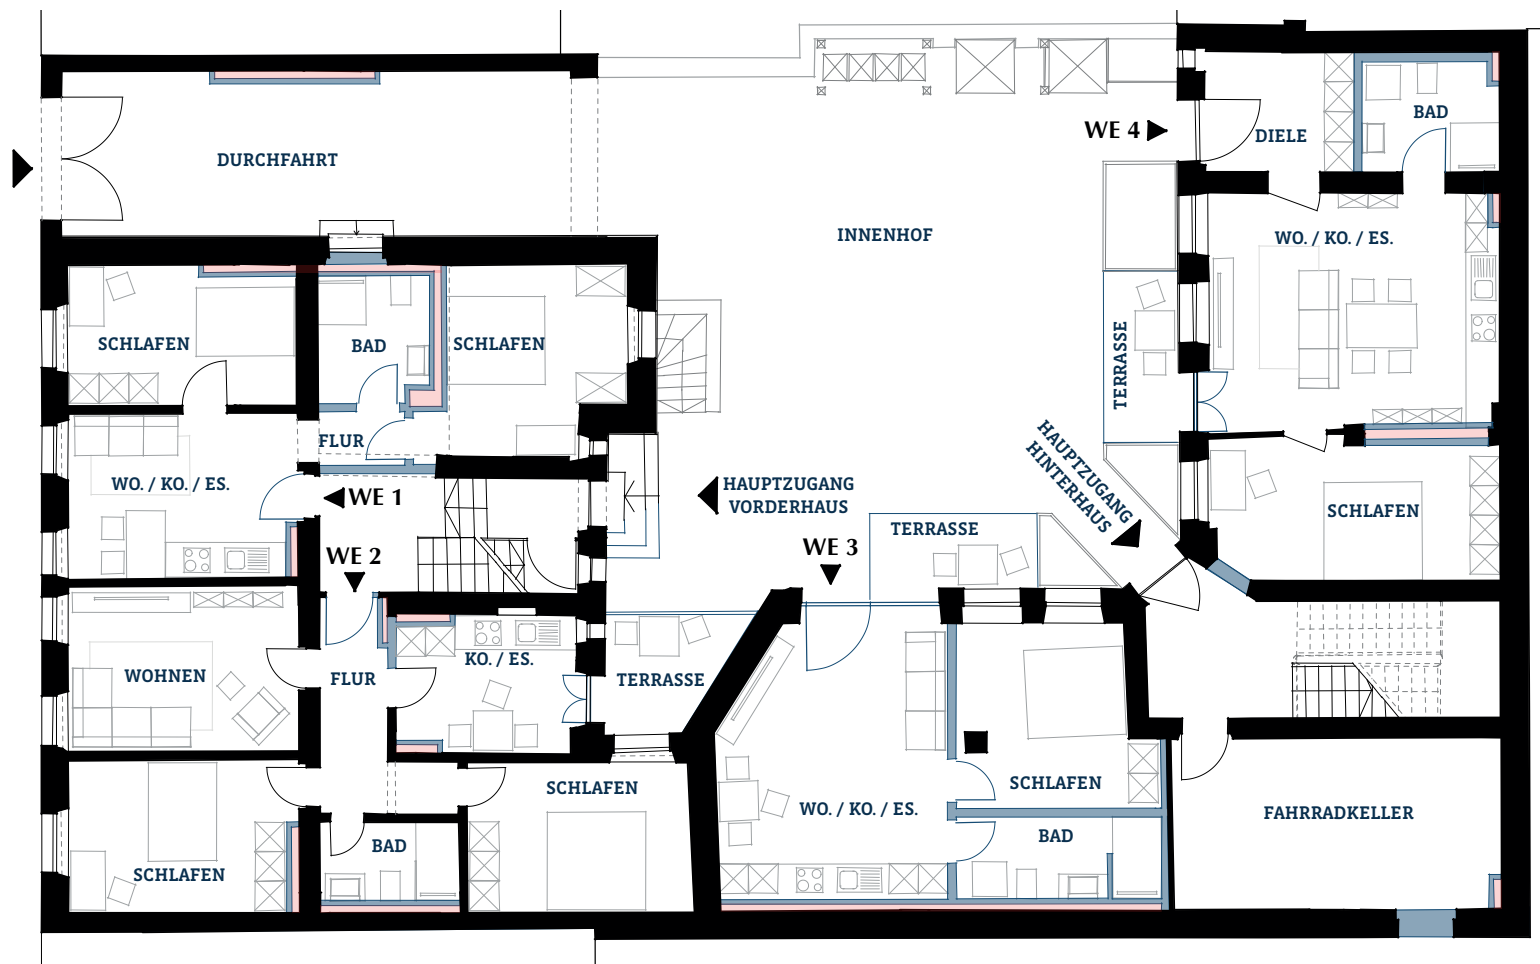 WE 4
DIELE
BAD
DURCHFAHRT
INNENHOF
WO. / KO. / ES.
SCHLAFEN
BAD
SCHLAFEN
TERRASSE
FLUR
WO. / KO. / ES.
WE 1
HAUPTZUGANG
VORDERHAUS
HAUPTZUGANG
HINTERHAUS
SCHLAFEN
TERRASSE
WE 2
WE 3
WOHNEN
FLUR
KO. / ES.
TERRASSE
SCHLAFEN
SCHLAFEN
WO. / KO. / ES.
FAHRRADKELLER
BAD
BAD
SCHLAFEN